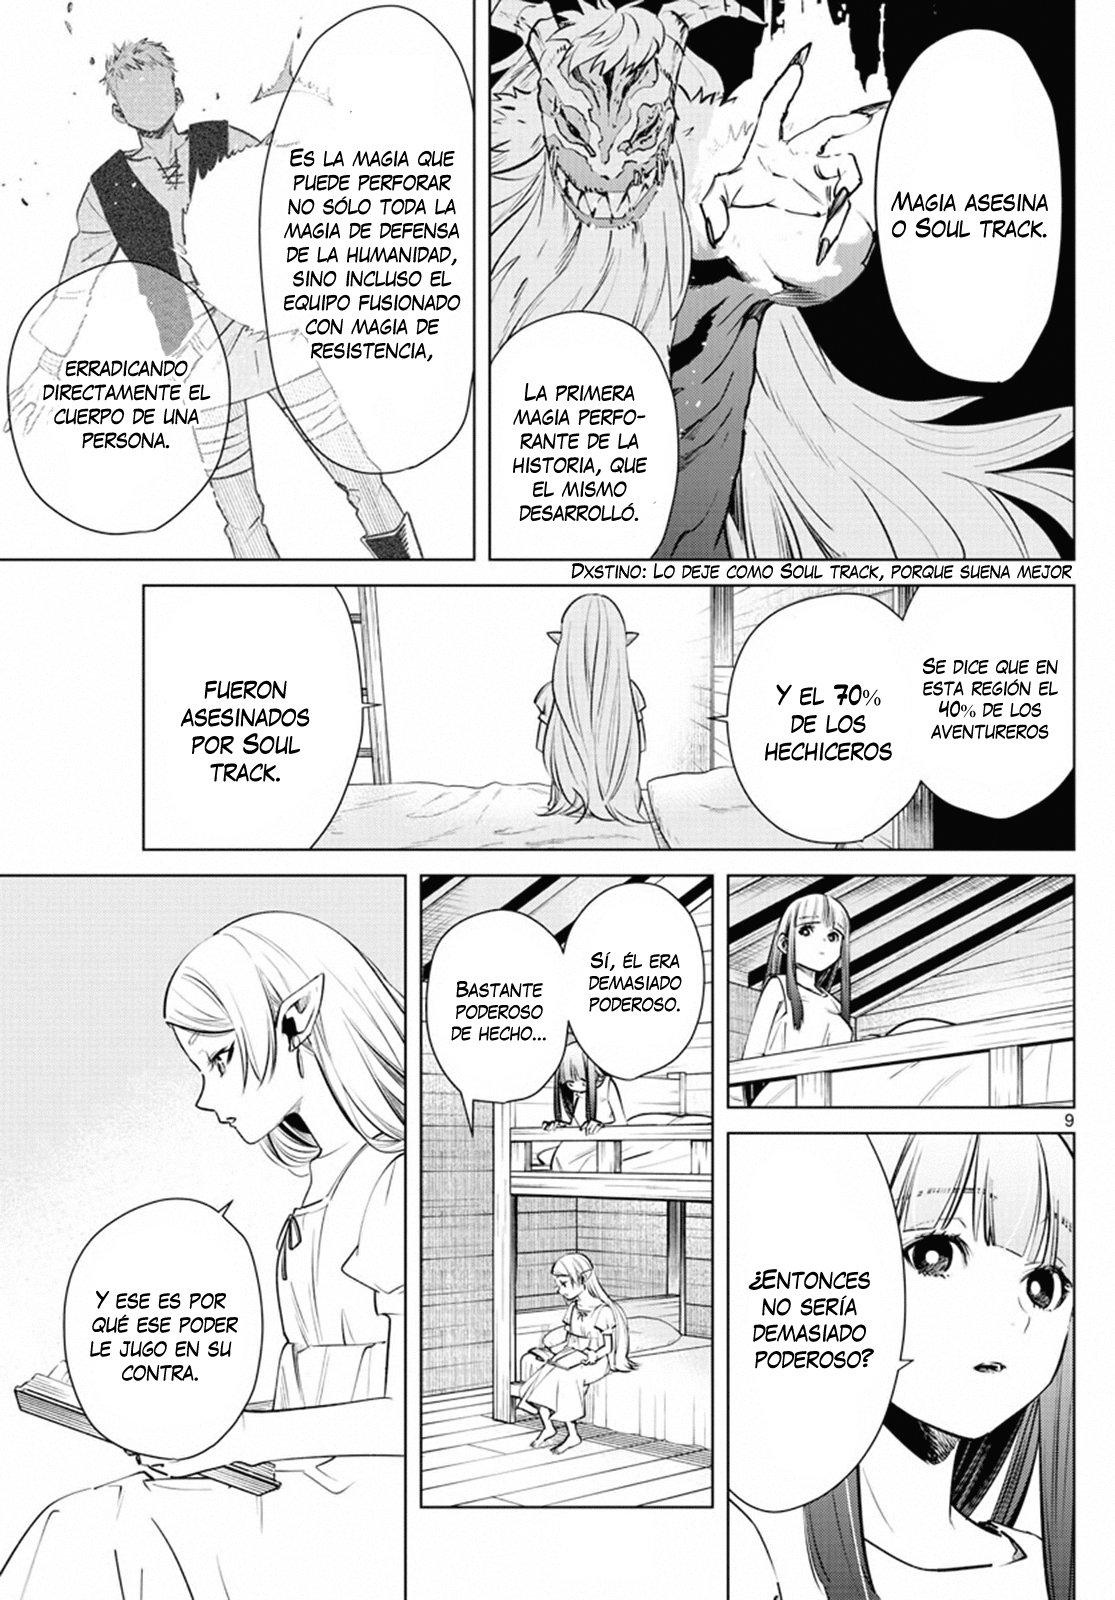 MAGIA ASESINA
O SOUL TRACK.
LA PRIMERA
MAGIA PERFO-
RANTE DE LA
HISTORIA, QUE
EL MISMO
DESARROLLÓ.
ES LA MAGIA QUE
PUEDE PERFORAR
NO SÓLO TODA LA
MAGIA DE DEFENSA
DE LA HUMANIDAD,
SINO INCLUSO EL
EQUIPO FUSIONADO
CON MAGIA DE
RESISTENCIA,
ERRADICANDO
DIRECTAMENTE EL
CUERPO DE UNA
PERSONA.
DXSTINO: LO DEJE COMO SOUL TRACK, PORQUE SUENA MEJOR
SE DICE QUE EN
ESTA REGIÓN EL
40% DE LOS
AVENTUREROS
Y EL 70%
DE LOS
HECHICEROS
FUERON
ASESINADOS
POR SOUL
TRACK.
9
¿ENTONCES
NO SERÍA
DEMASIADO
PODEROSO?
SÍ, ÉL ERA
DEMASIADO
PODEROSO.
BASTANTE
PODEROSO
DE HECHO...
Y ESE ES POR
QUÉ ESE PODER
LE JUGO EN SU
CONTRA.